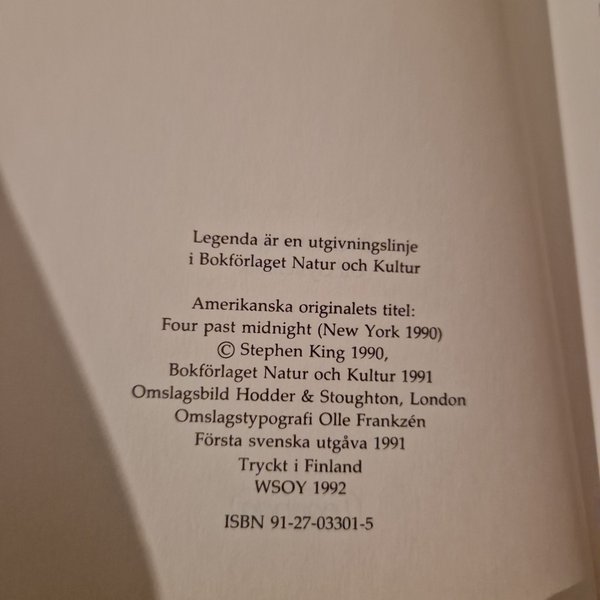 Legenda är en utgivningslinje
i Bokförlaget Natur och Kultur
Amerikanska originalets titel:
Four past midnight (New York 1990)
© Stephen King 1990,
Bokförlaget Natur och Kultur 1991
Omslagsbild Hodder & Stoughton, London
Omslagstypografi Olle Frankzén
Första svenska utgåva 1991
Tryckt i Finland
WSOY 1992
ISBN 91-27-03301-5